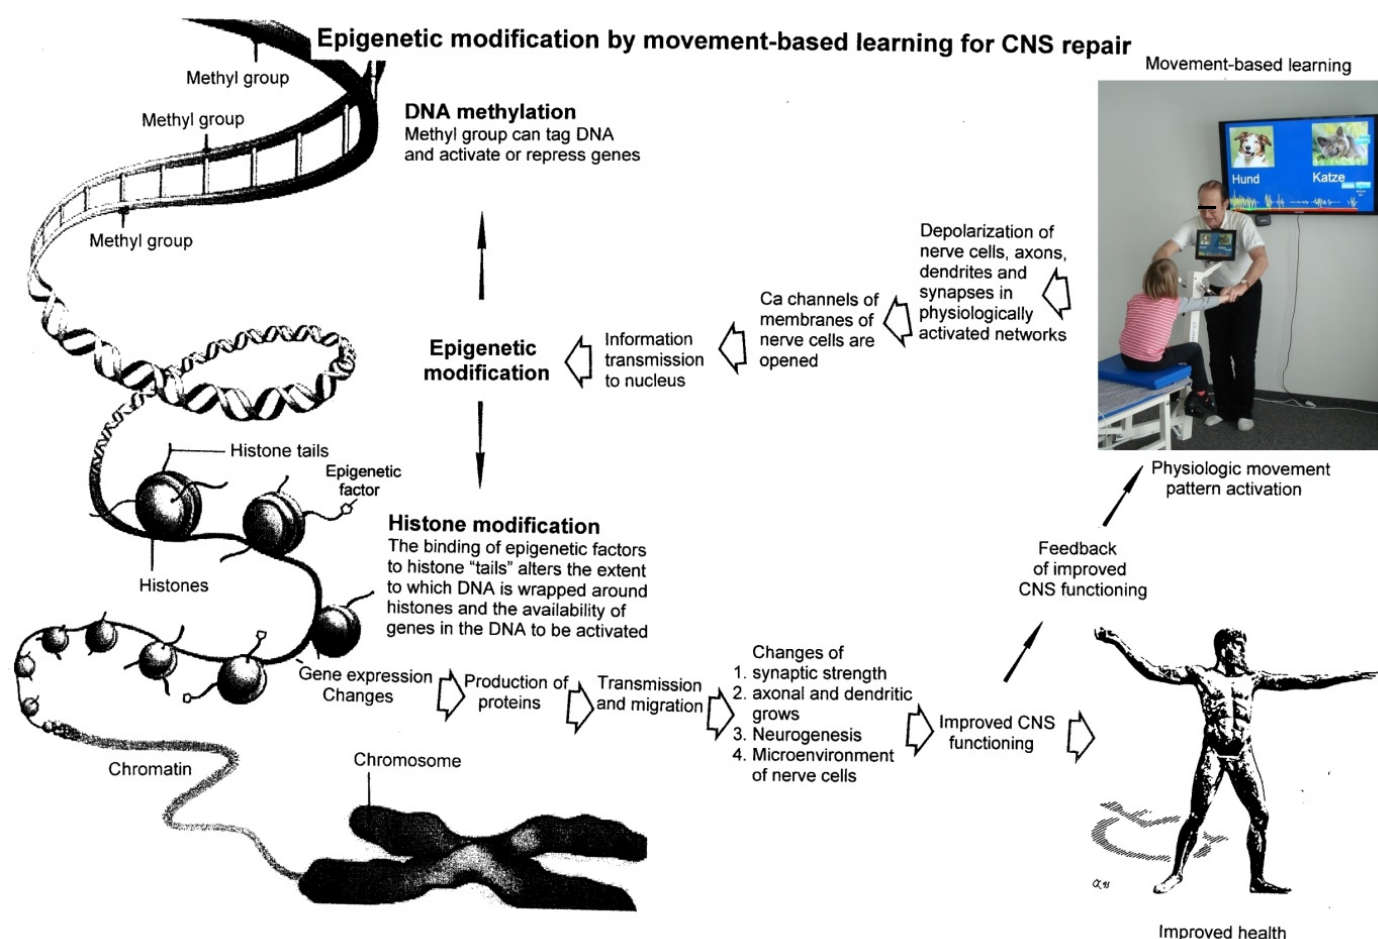 Epigenetic modification by movement-based learning for CNS repair
Methyl group
Methyl group
Methyl group
DNA methylation
Methyl group can tag DNA
and activate or repress genes
Movement-based learning
Hund
Katze
Depolarization of
nerve cells, axons,
dendrites and
synapses in
physiologically
activated networks
Ca channels of
membranes of
nerve cells are
opened
Information
transmission
to nucleus
Epigenetic
modification
Histone tails
Epigenetic
factor
Histones
Histone modification
The binding of epigenetic factors
to histone “tails” alters the extent
to which DNA is wrapped around
histones and the availability of
genes in the DNA to be activated
Physiologic movement
pattern activation
Feedback
of improved
CNS functioning
Gene expression
Changes
Production of
proteins
Transmission
and migration
Changes of
1. synaptic strength
2. axonal and dendritic
grows
3. Neurogenesis
4. Microenvironment
of nerve cells
Improved CNS
functioning
Chromatin
Chromosome
Improved health